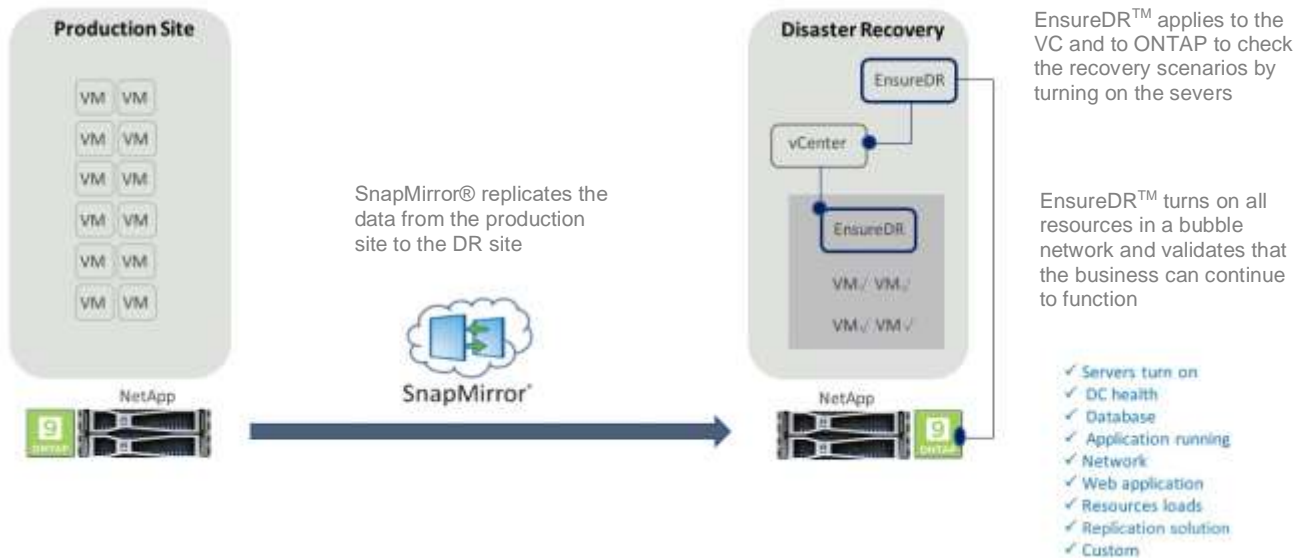 Production Site
VM VM
VM VM
VM VM
VM VM
VM VM
VM VM
NetApp
9
ONTAP
SnapMirror® replicates the
data from the production
site to the DR site
SnapMirror®
Disaster Recovery
EnsureDR
vCenter
EnsureDR
VM√ VM√
VM√ VM√
NetApp
9
ONTAP
EnsureDR™ applies to the
VC and to ONTAP to check
the recovery scenarios by
turning on the severs
EnsureDR™ turns on all
resources in a bubble
network and validates that
the business can continue
to function
✓ Servers turn on
✓ DC health
✓ Database
✓ Application running
✓ Network
✓ Web application
✓ Resources loads
✓ Replication solution
✓ Custom